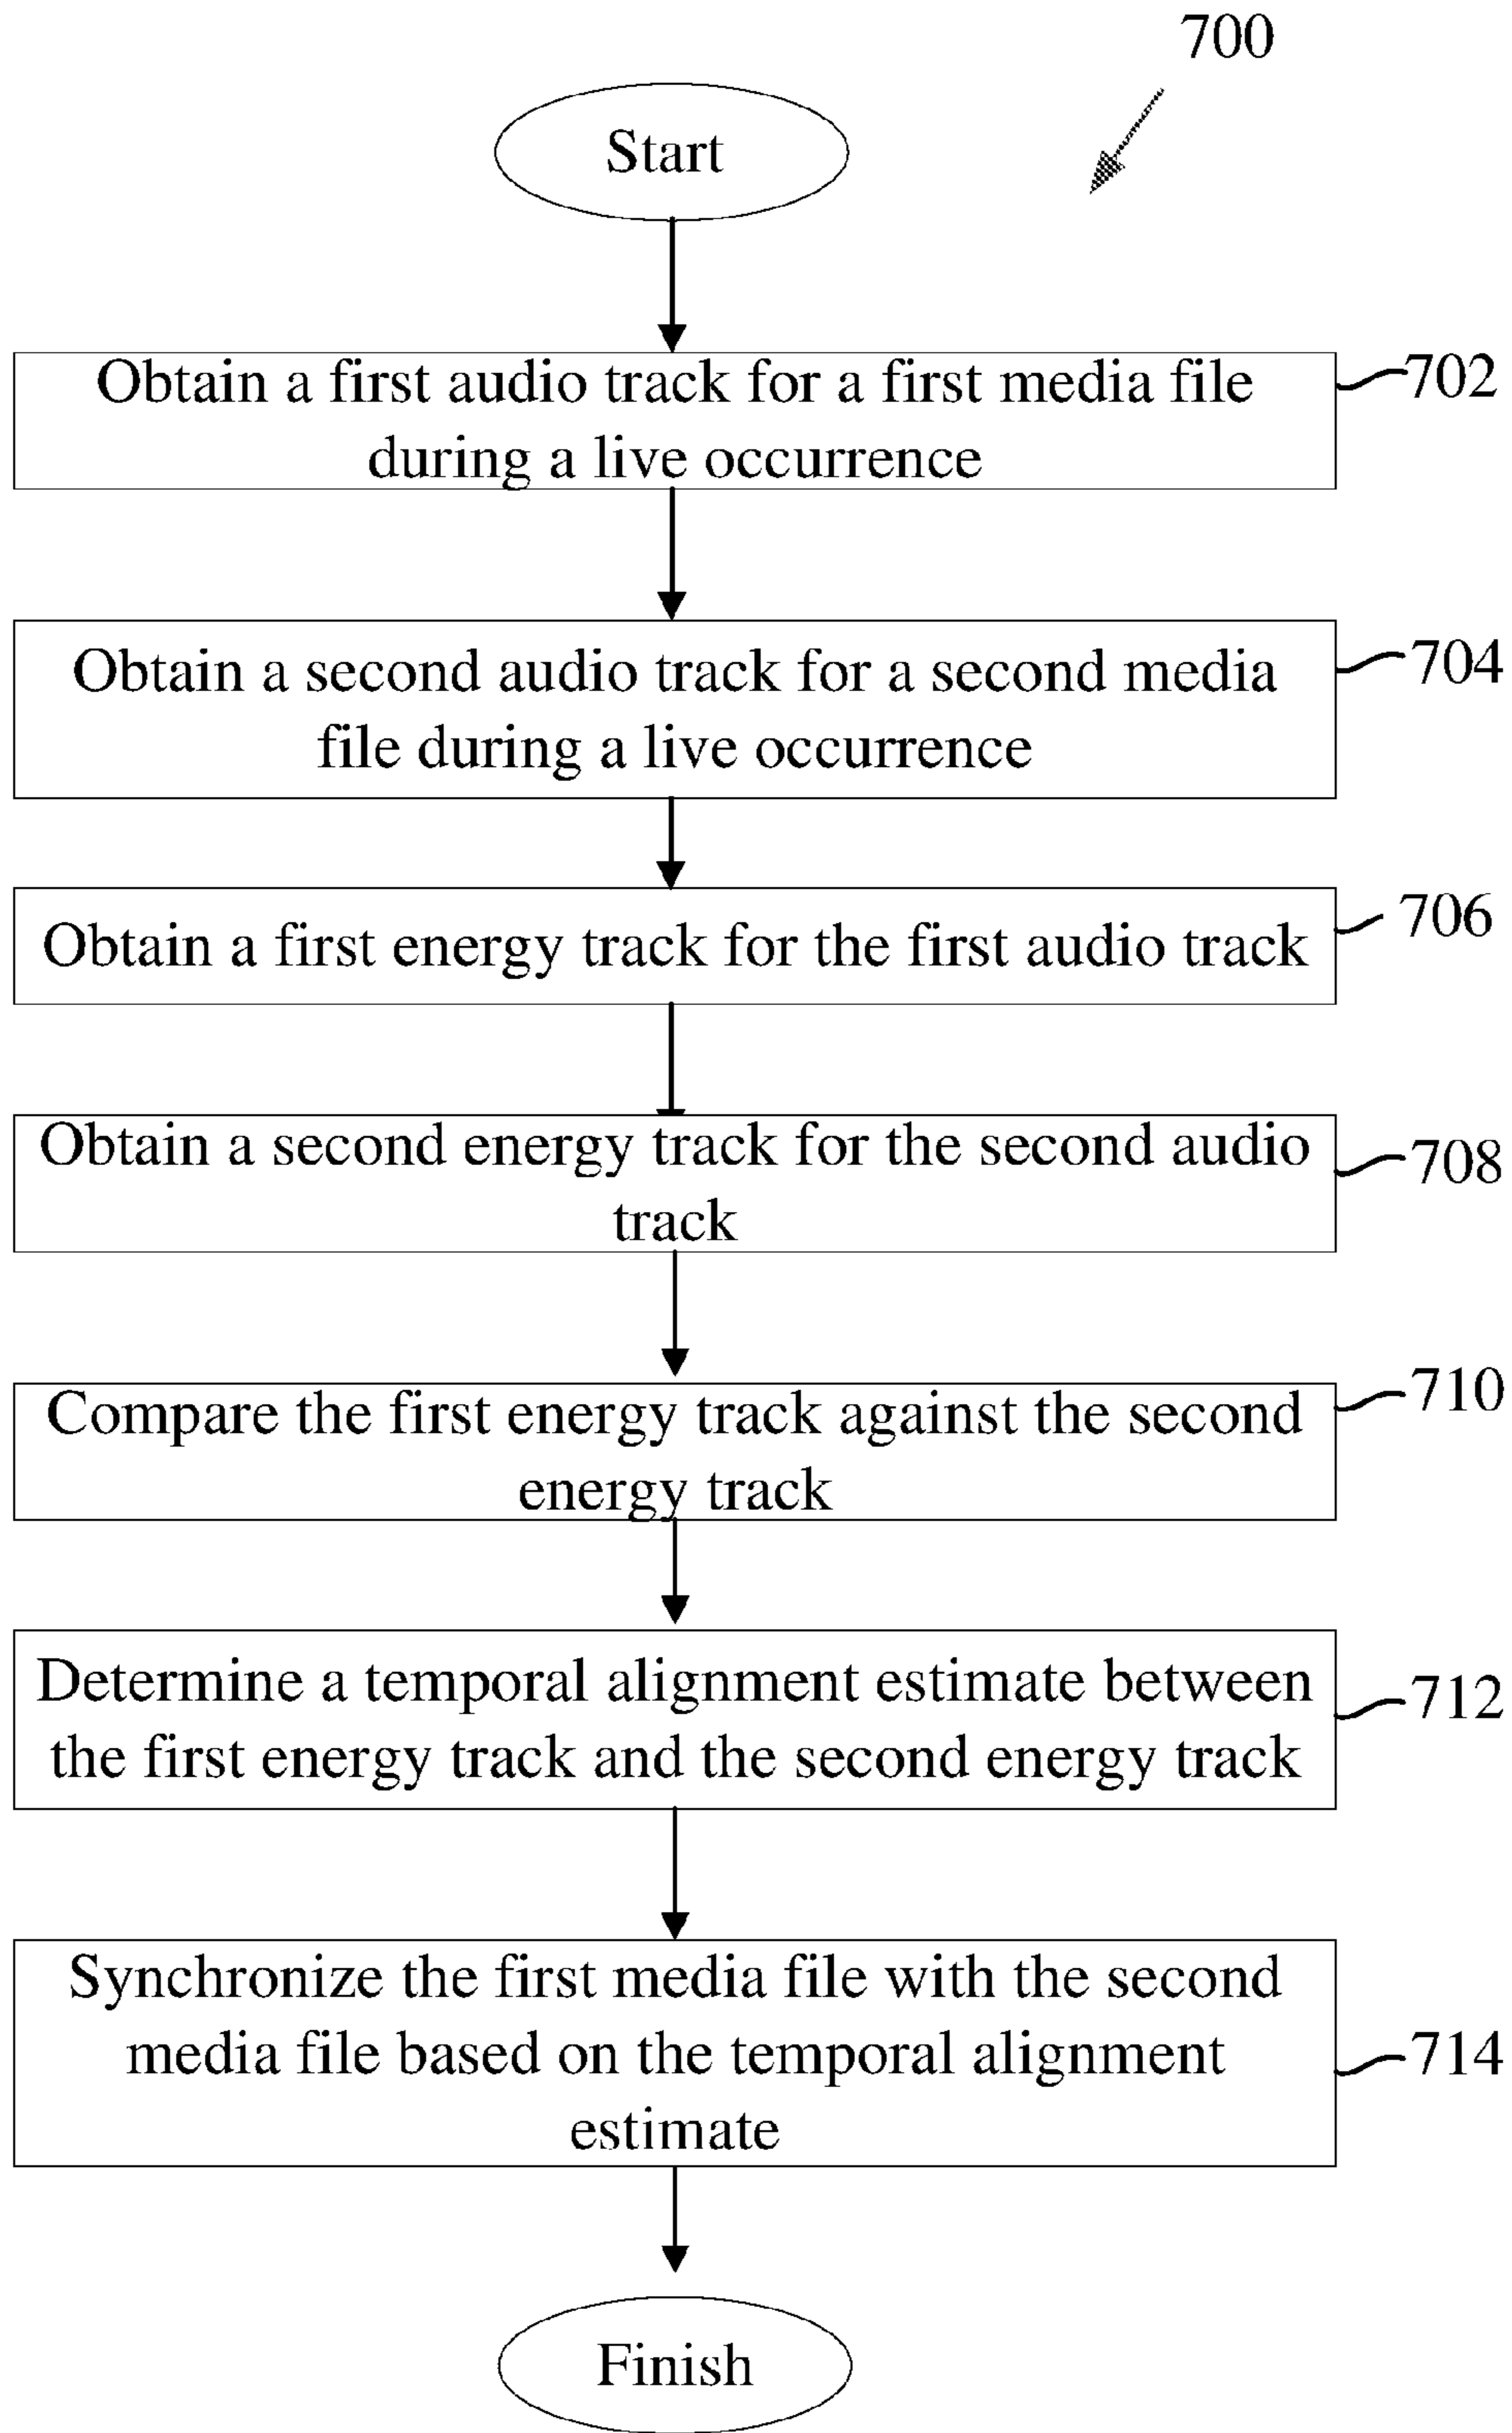 700
Start
Obtain a first audio track for a first media file
during a live occurrence
702
Obtain a second audio track for a second media
file during a live occurrence
704
Obtain a first energy track for the first audio track
706
Obtain a second energy track for the second audio
track
708
Compare the first energy track against the second
energy track
710
Determine a temporal alignment estimate between
the first energy track and the second energy track
712
Synchronize the first media file with the second
media file based on the temporal alignment
estimate
714
Finish